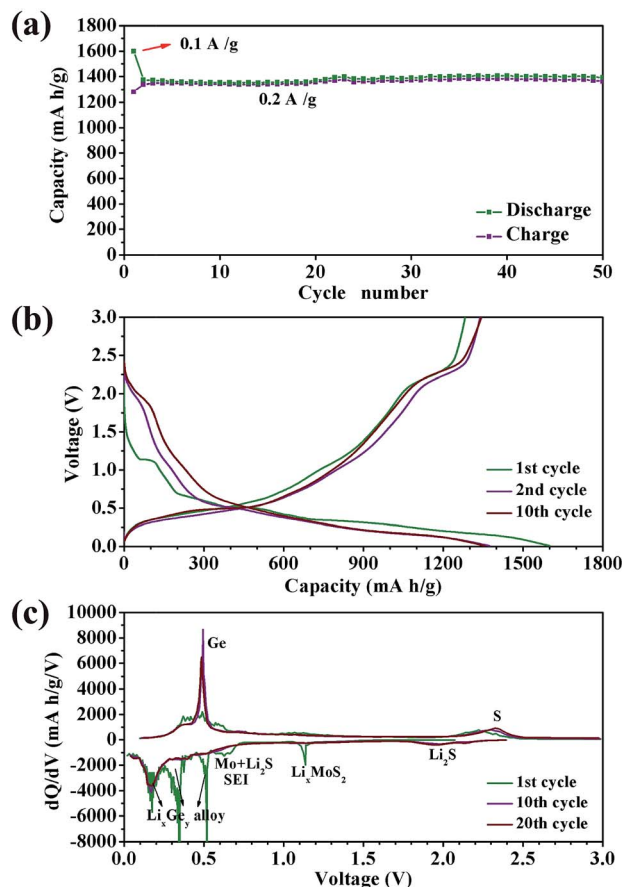 (a)
1800
1600
1400
1200
1000
800
600
400
200
0
Capacity (mA h/g)
0.1 A /g
0.2 A /g
Discharge
Charge
0 10 20 30 40 50
Cycle number
(b)
3.0
2.5
2.0
1.5
1.0
0.5
0.0
Voltage (V)
1st cycle
2nd cycle
10th cycle
0 300 600 900 1200 1500 1800
Capacity (mA h/g)
(c)
10000
8000
6000
4000
2000
0
-2000
-4000
-6000
-8000
dQ/dV (mA h/g/V)
Ge
S
Mo+Li₂S
SEI
LiₓMoS₂
Li₂S
LiₓGeᵧ alloy
1st cycle
10th cycle
20th cycle
0.0 0.5 1.0 1.5 2.0 2.5 3.0
Voltage (V)